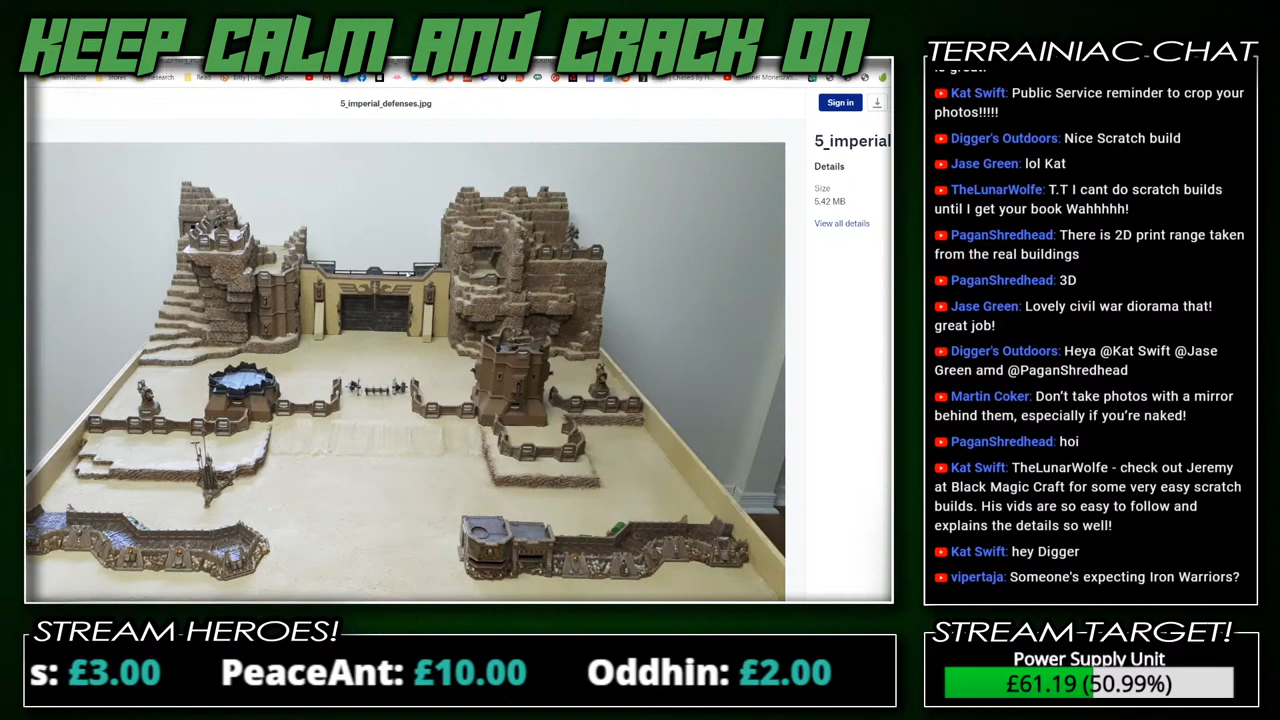 KEEP CALM AND CRACK ON
TerrainTutor
Stores
Research
Read
5_imperial_defenses.jpg
Sign in
5_imperial
Details
Size
5.42 MB
View all details
TERRAINIAC-CHAT
is great!
Kat Swift: Public Service reminder to crop your
photos!!!!!
Digger's Outdoors: Nice Scratch build
Jase Green: lol Kat
TheLunarWolfe: T.T I cant do scratch builds
until I get your book Wahhhhh!
PaganShredhead: There is 2D print range taken
from the real buildings
PaganShredhead: 3D
Jase Green: Lovely civil war diorama that!
great job!
Digger's Outdoors: Heya @Kat Swift @Jase
Green amd @PaganShredhead
Martin Coker: Don't take photos with a mirror
behind them, especially if you're naked!
PaganShredhead: hoi
Kat Swift: TheLunarWolfe - check out Jeremy
at Black Magic Craft for some very easy scratch
builds. His vids are so easy to follow and
explains the details so well!
Kat Swift: hey Digger
vipertaja: Someone's expecting Iron Warriors?
STREAM HEROES!
s: £3.00 PeaceAnt: £10.00 Oddhin: £2.00
STREAM TARGET!
Power Supply Unit
£61.19 (50.99%)